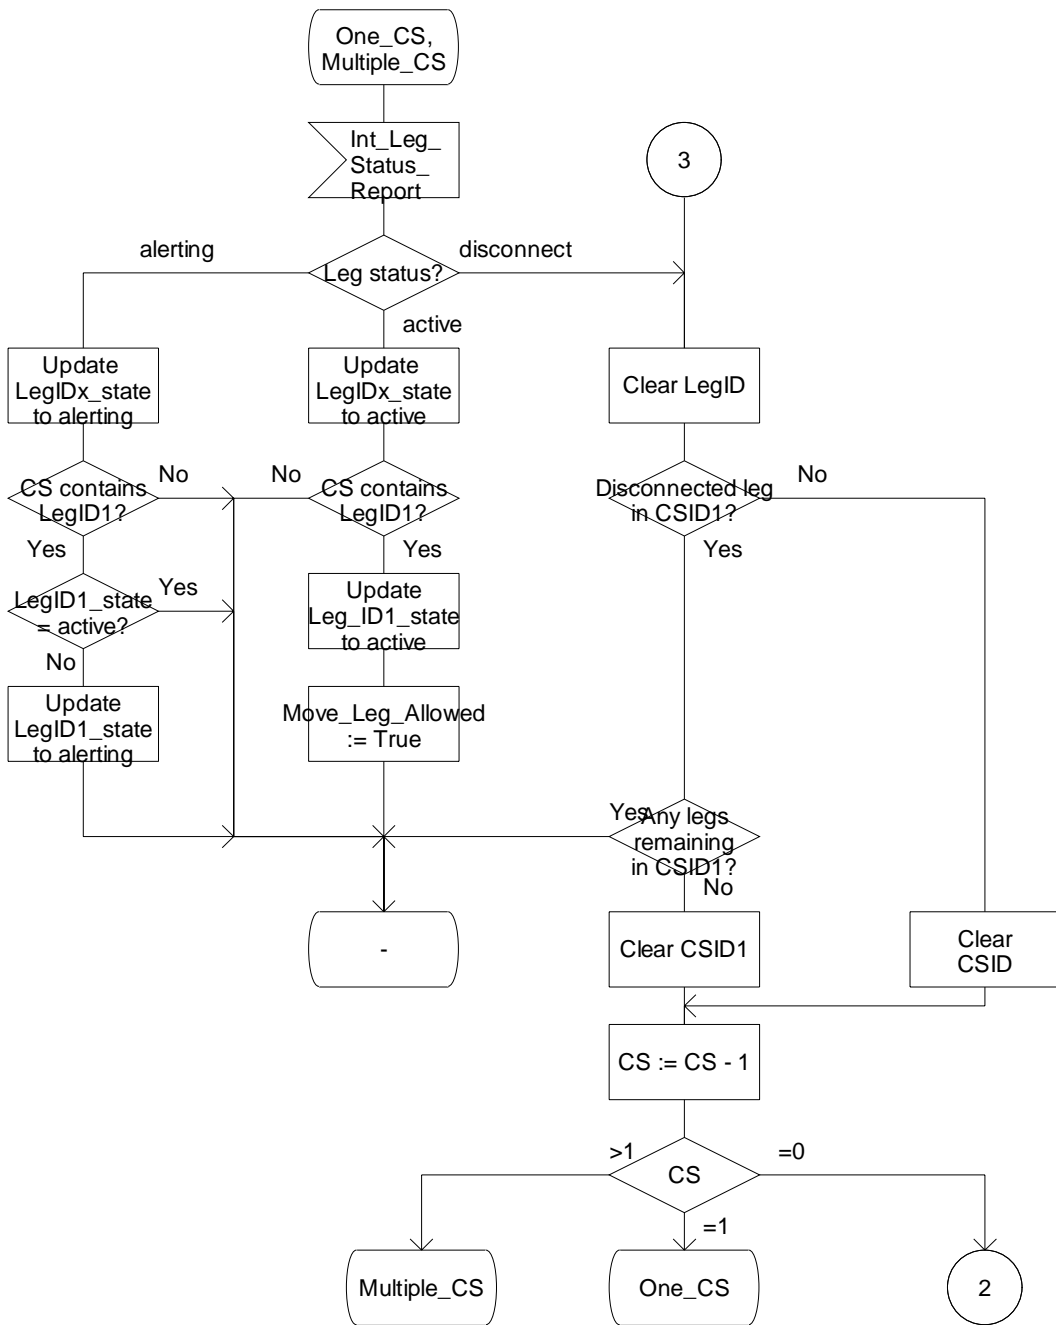 One_CS,
Multiple_CS
Int_Leg_
Status_
Report
3
alerting
Leg status?
disconnect
active
Update
LegIDx_state
to alerting
Update
LegIDx_state
to active
Clear LegID
CS contains
LegID1?
No
No
CS contains
LegID1?
Disconnected leg
in CSID1?
No
Yes
Yes
Yes
LegID1_state
= active?
Yes
Update
Leg_ID1_state
to active
No
Update
LegID1_state
to alerting
Move_Leg_Allowed
:= True
Yes
Any legs
remaining
in CSID1?
No
-
Clear CSID1
Clear
CSID
CS := CS - 1
>1
CS
=0
=1
Multiple_CS
One_CS
2